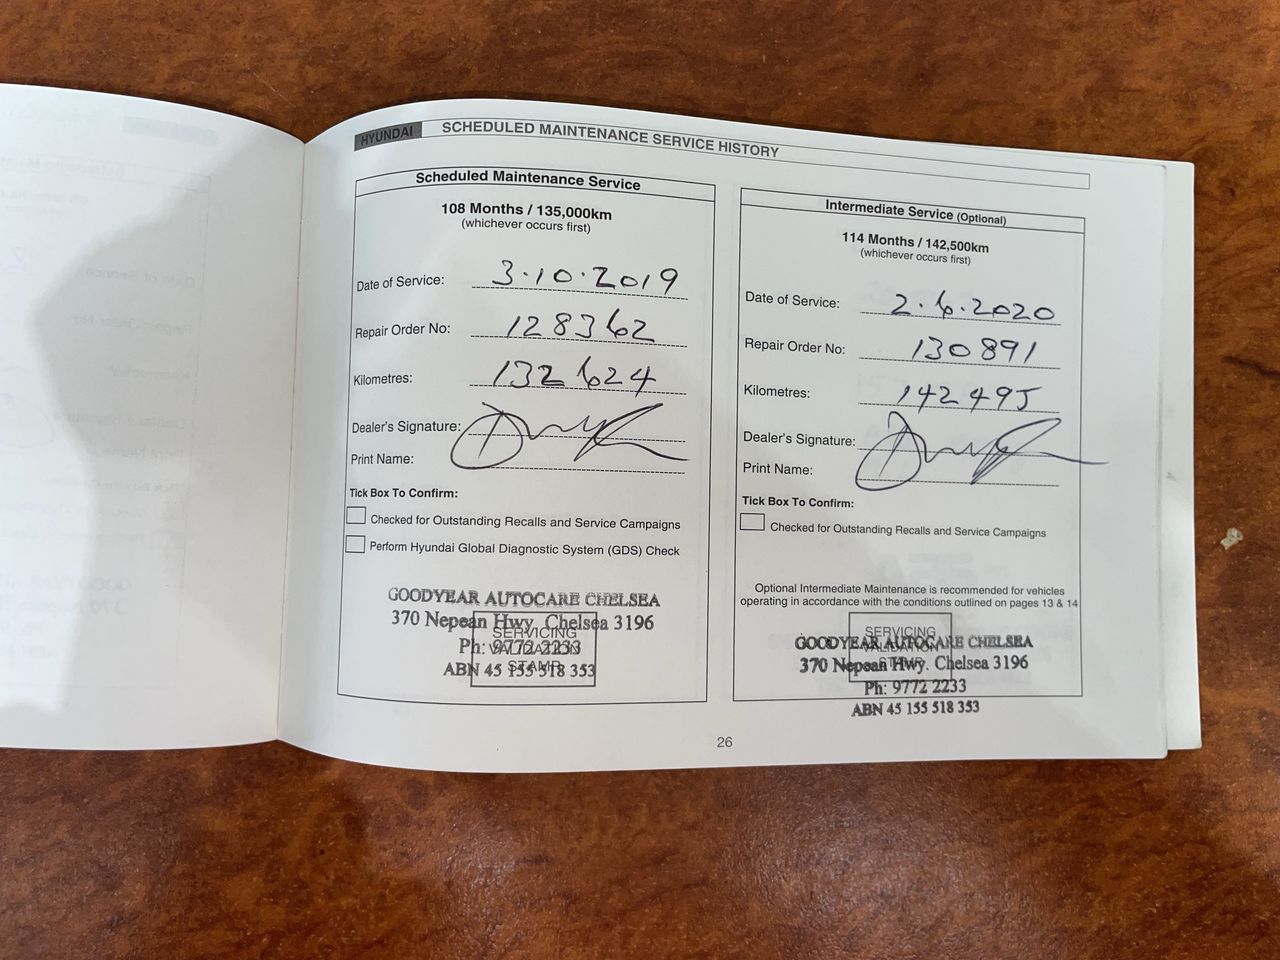 HYUNDAI SCHEDULED MAINTENANCE SERVICE HISTORY
Scheduled Maintenance Service
108 Months / 135,000km
(whichever occurs first)
Date of Service: 3.10.2019
Repair Order No: 128362
Kilometres: 132624
Dealer's Signature:
Print Name:
Tick Box To Confirm:
Checked for Outstanding Recalls and Service Campaigns
Perform Hyundai Global Diagnostic System (GDS) Check
SERVICING
VALIDATION
STAMP
GOODYEAR AUTOCARE CHELSEA
370 Nepean Hwy. Chelsea 3196
Ph: 9772 2233
ABN 45 155 518 353
Intermediate Service (Optional)
114 Months / 142,500km
(whichever occurs first)
Date of Service: 2.6.2020
Repair Order No: 130891
Kilometres: 142495
Dealer's Signature:
Print Name:
Tick Box To Confirm:
Checked for Outstanding Recalls and Service Campaigns
Optional Intermediate Maintenance is recommended for vehicles
operating in accordance with the conditions outlined on pages 13 & 14
SERVICING
VALIDATION
STAMP
GOODYEAR AUTOCARE CHELSEA
370 Nepean Hwy. Chelsea 3196
Ph: 9772 2233
ABN 45 155 518 353
26